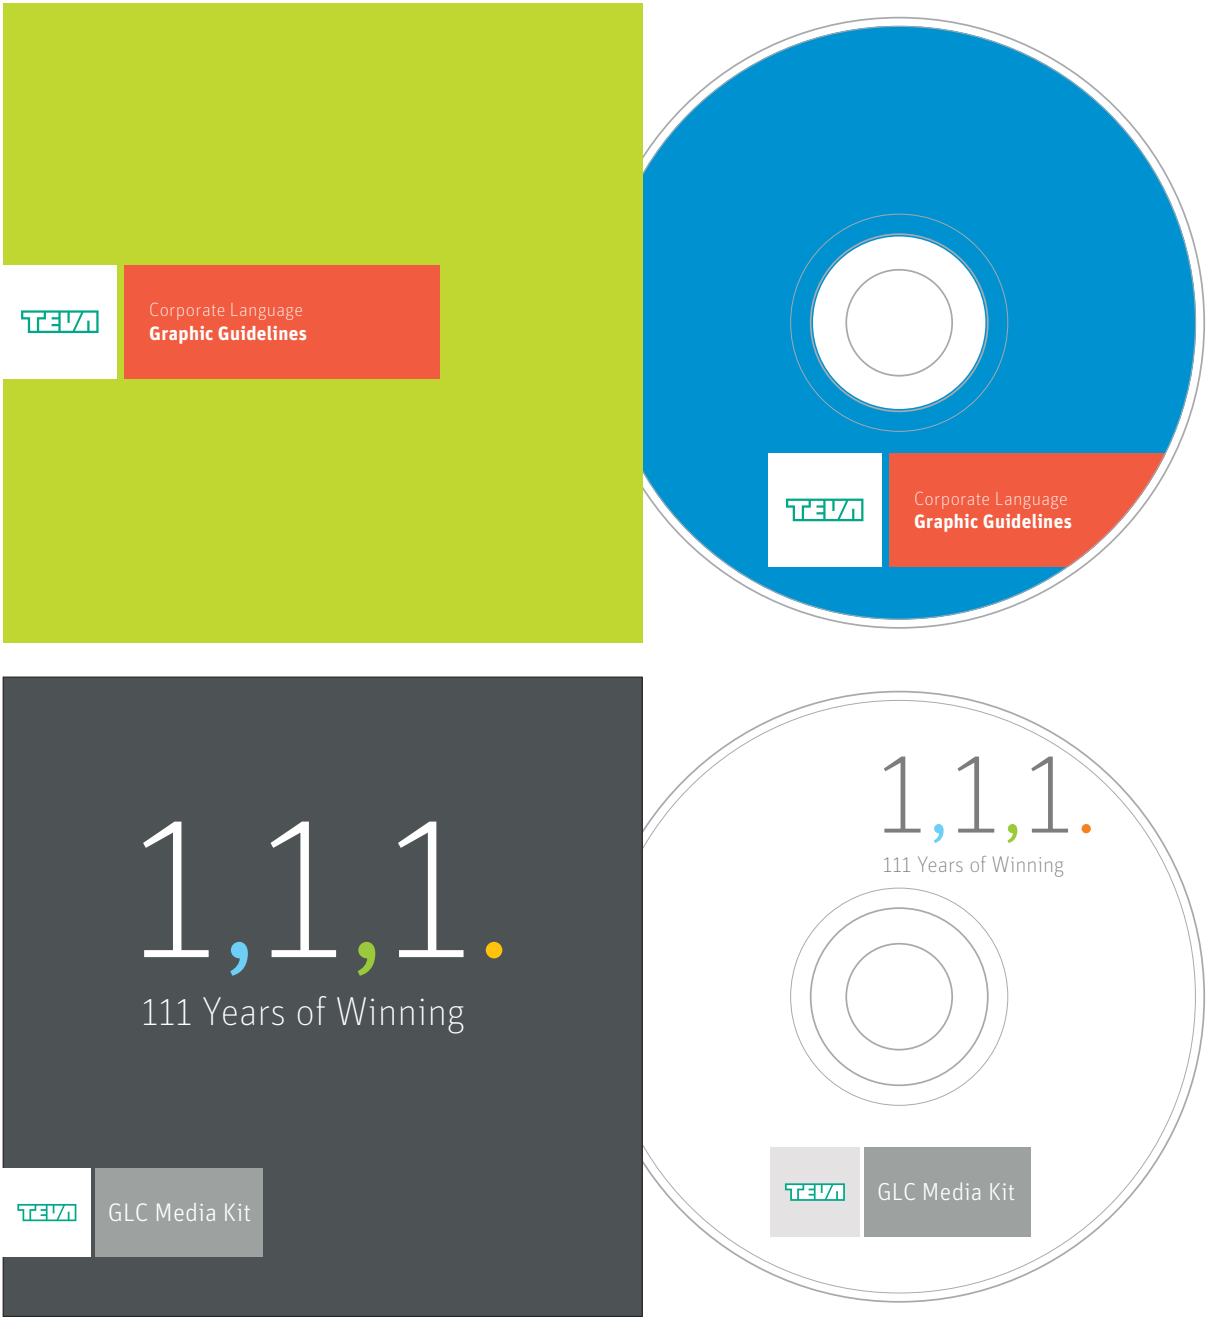 TEVA
Corporate Language
Graphic Guidelines
TEVA
Corporate Language
Graphic Guidelines
1,1,1.
111 Years of Winning
TEVA
GLC Media Kit
1,1,1.
111 Years of Winning
TEVA
GLC Media Kit